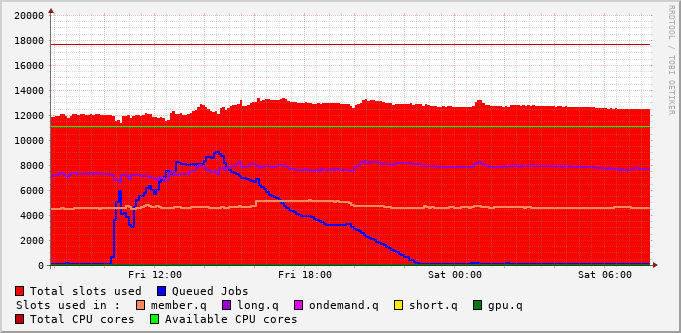 20000
18000
16000
14000
12000
10000
8000
6000
4000
2000
0
Fri 12:00 Fri 18:00 Sat 00:00 Sat 06:00
RRDTOOL / TOBI OETIKER
Total slots used Queued Jobs
Slots used in : member.q long.q ondemand.q short.q gpu.q
Total CPU cores Available CPU cores